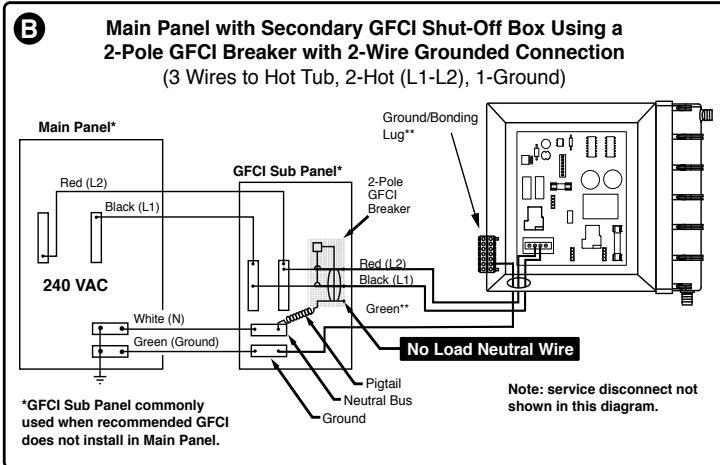 B
Main Panel with Secondary GFCI Shut-Off Box Using a
2-Pole GFCI Breaker with 2-Wire Grounded Connection
(3 Wires to Hot Tub, 2-Hot (L1-L2), 1-Ground)
Ground/Bonding
Lug**
Main Panel*
GFCI Sub Panel*
2-Pole
GFCI
Breaker
Red (L2)
Black (L1)
240 VAC
Red (L2)
Black (L1)
Green**
White (N)
Green (Ground)
No Load Neutral Wire
Pigtail
Neutral Bus
Ground
*GFCI Sub Panel commonly
used when recommended GFCI
does not install in Main Panel.
Note: service disconnect not
shown in this diagram.